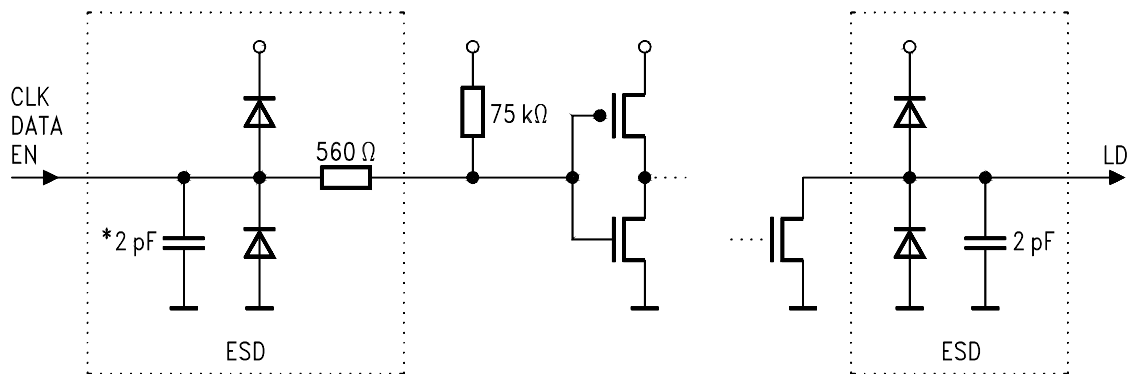 CLK
DATA
EN
560 Ω
75 kΩ
*2 pF
ESD
LD
2 pF
ESD